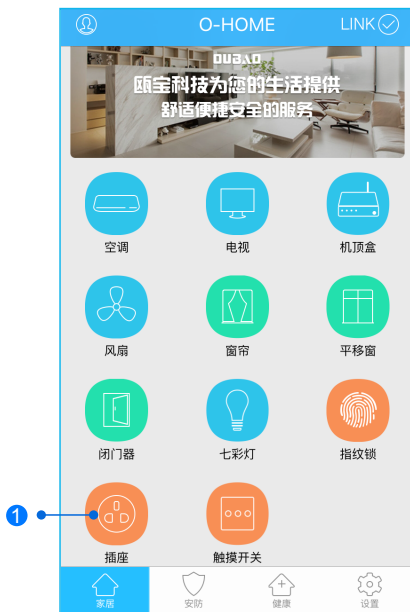 O-HOME LINK
OUBAO
瓯宝科技为您的生活提供
舒适便捷安全的服务
空调 电视 机顶盒
风扇 窗帘 平移窗
闭门器 七彩灯 指纹锁
1
插座 触摸开关
家居 安防 健康 设置